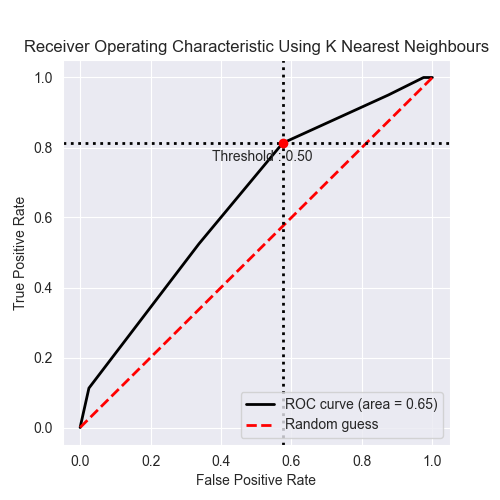 Receiver Operating Characteristic Using K Nearest Neighbours
1.0
0.8
0.6
0.4
0.2
0.0
True Positive Rate
Threshold : 0.50
ROC curve (area = 0.65)
Random guess
0.0 0.2 0.4 0.6 0.8 1.0
False Positive Rate